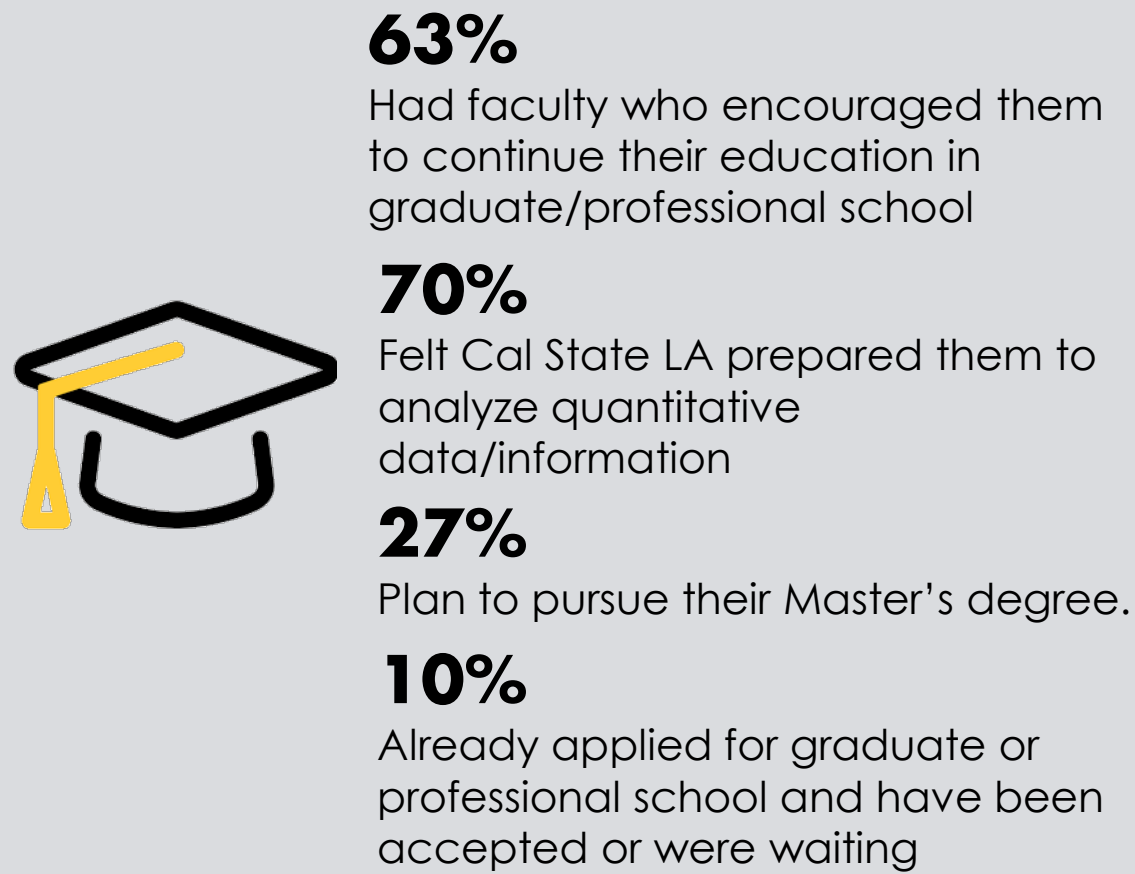 63%
Had faculty who encouraged them
to continue their education in
graduate/professional school
70%
Felt Cal State LA prepared them to
analyze quantitative
data/information
27%
Plan to pursue their Master’s degree.
10%
Already applied for graduate or
professional school and have been
accepted or were waiting